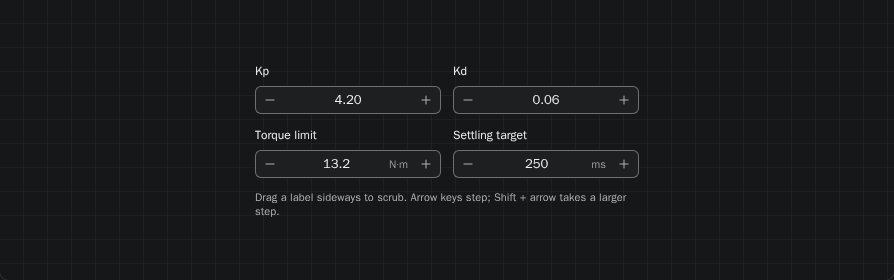 Kp
Kd
− 4.20 +
− 0.06 +
Torque limit
Settling target
− 13.2 N·m +
− 250 ms +
Drag a label sideways to scrub. Arrow keys step; Shift + arrow takes a larger
step.